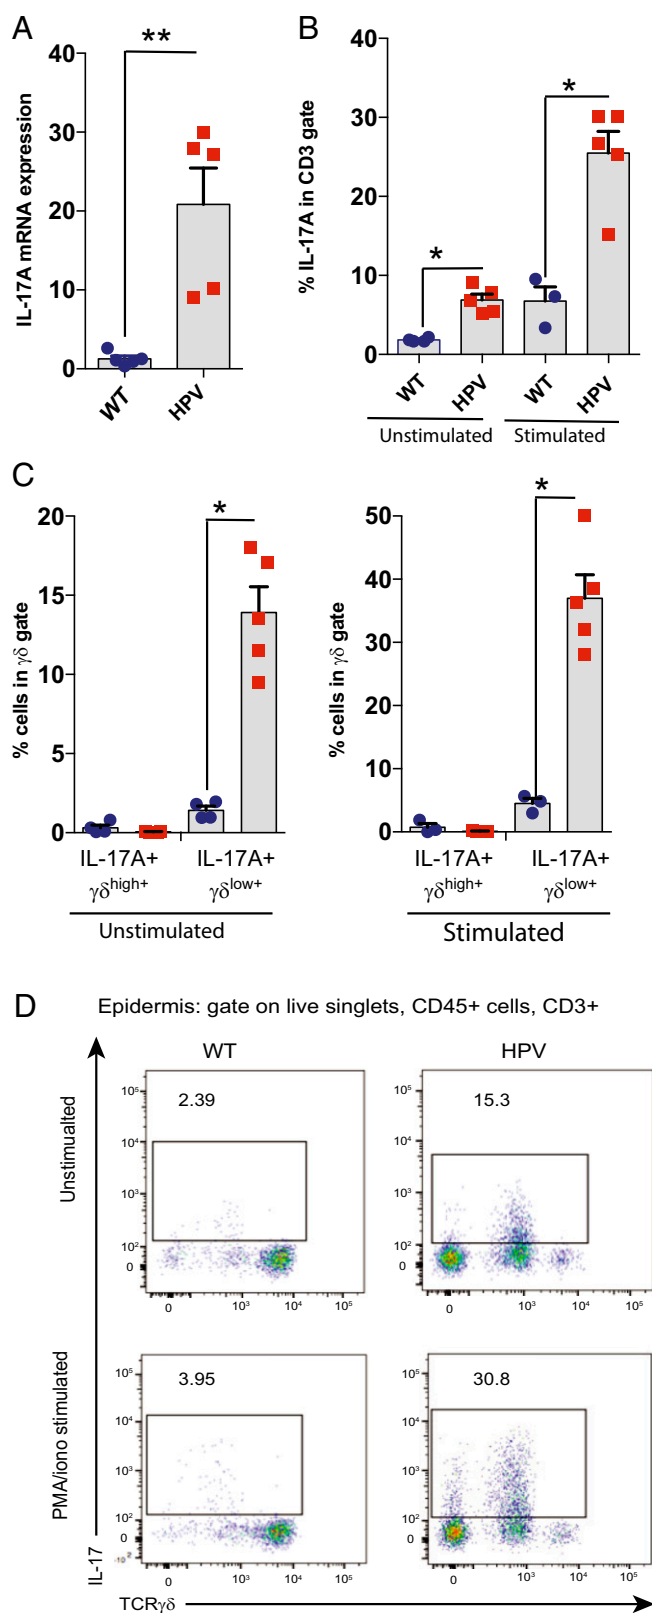 A
**
IL-17A mRNA expression
40
30
20
10
0
WT
HPV
B
*
*
% IL-17A in CD3 gate
40
30
20
10
0
WT
HPV
WT
HPV
Unstimulated
Stimulated
C
*
% cells in γδ gate
20
15
10
5
0
IL-17A+
γδhigh+
IL-17A+
γδlow+
Unstimulated
*
% cells in γδ gate
50
40
30
20
10
0
IL-17A+
γδhigh+
IL-17A+
γδlow+
Stimulated
D
Epidermis: gate on live singlets, CD45+ cells, CD3+
WT
HPV
Unstimualted
2.39
10⁵
10⁴
10³
10²
0
0
10³
10⁴
10⁵
15.3
10⁵
10⁴
10³
10²
0
0
10³
10⁴
10⁵
PMA/iono stimulated
3.95
10⁵
10⁴
10³
10²
0
-10²
0
10³
10⁴
10⁵
30.8
10⁵
10⁴
10³
10²
0
0
10³
10⁴
10⁵
IL-17
TCRγδ